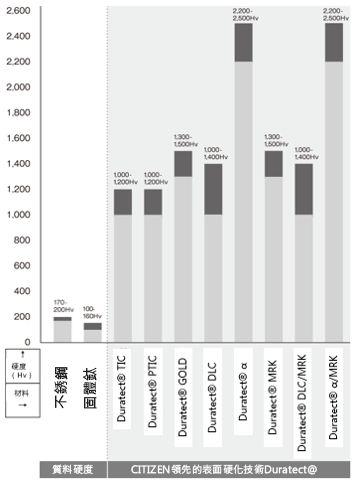 2,600
2,400
2,200
2,000
1,800
1,600
1,400
1,200
1,000
800
600
400
200
0
170-
200Hv
100-
160Hv
1,000-
1,200Hv
1,000-
1,200Hv
1,300-
1,500Hv
1,000-
1,400Hv
2,200-
2,500Hv
1,300-
1,500Hv
1,000-
1,400Hv
2,200-
2,500Hv
↑
硬度
(Hv)
材料
→
不銹鋼
固體鈦
Duratect® TIC
Duratect® PTIC
Duratect® GOLD
Duratect® DLC
Duratect® α
Duratect® MRK
Duratect® DLC/MRK
Duratect® α/MRK
質料硬度
CITIZEN領先的表面硬化技術Duratect@